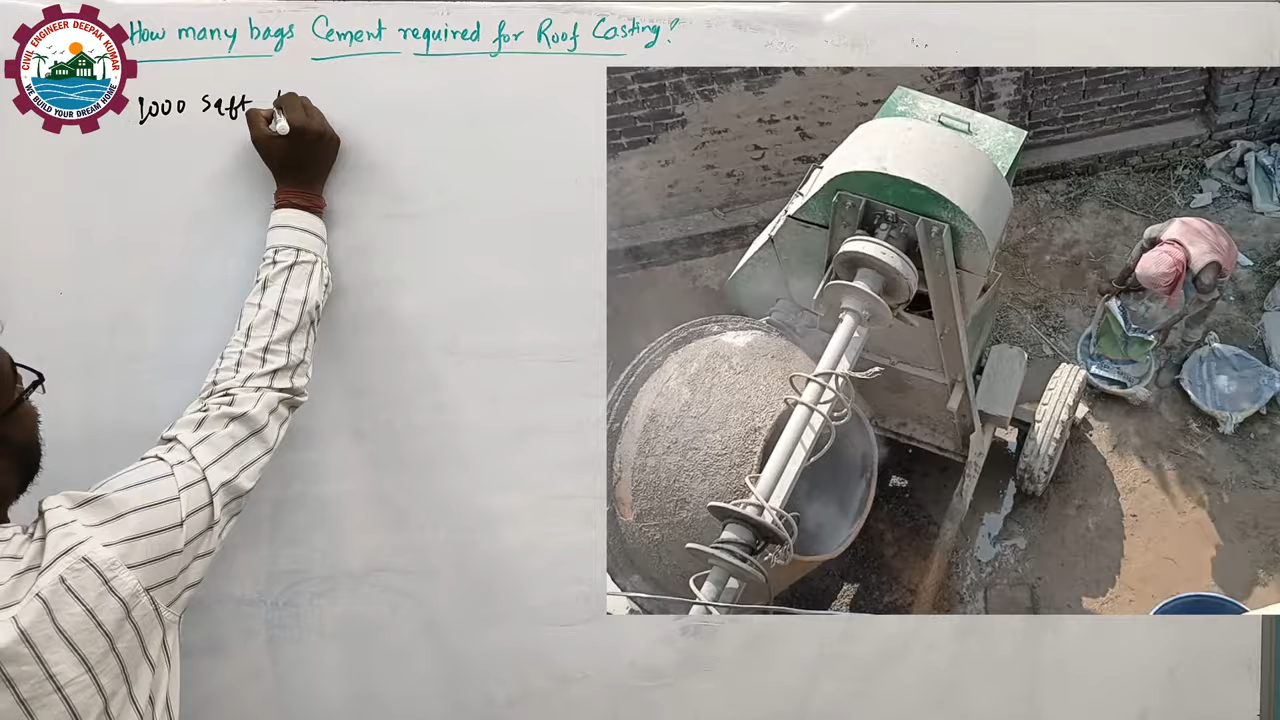 CIVIL ENGINEER DEEPAK KUMAR
WE BUILD YOUR DREAM HOME
How many bags Cement required for Roof Casting?
1000 Sqft